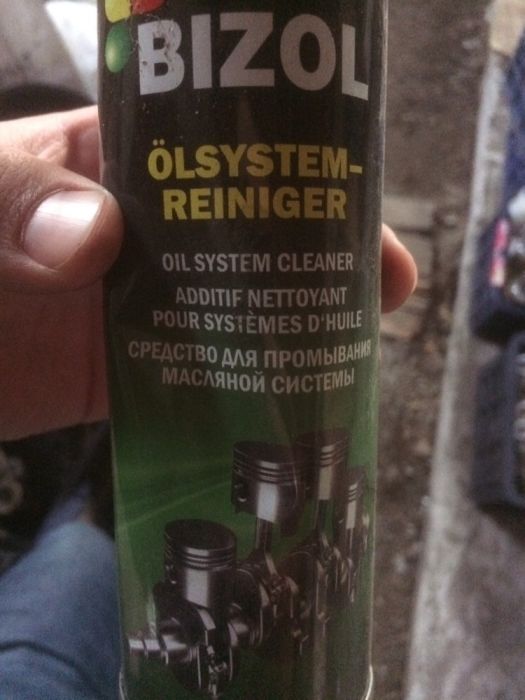 BIZOL
ÖLSYSTEM-
REINIGER
OIL SYSTEM CLEANER
ADDITIF NETTOYANT
POUR SYSTÈMES D'HUILE
СРЕДСТВО ДЛЯ ПРОМЫВАНИЯ
МАСЛЯНОЙ СИСТЕМЫ